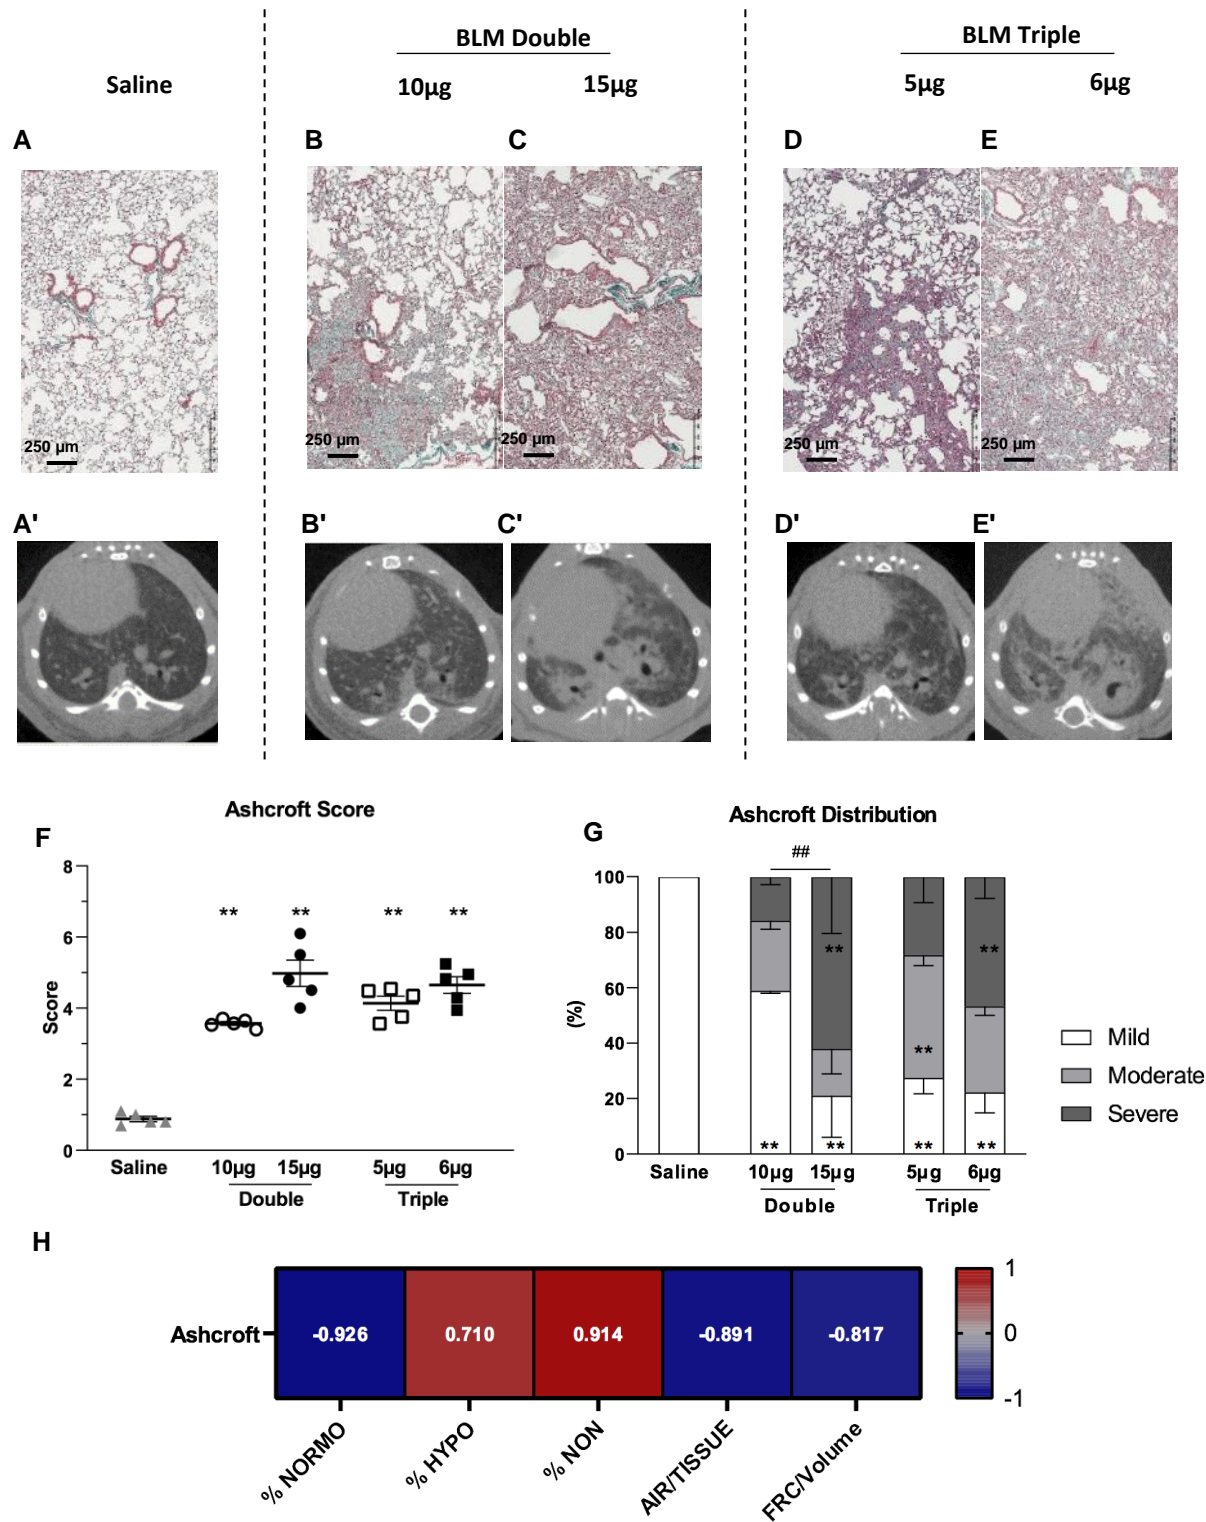 BLM Double
BLM Triple
Saline
10µg
15µg
5µg
6µg
A
B
C
D
E
250 µm
250 µm
250 µm
250 µm
250 µm
A'
B'
C'
D'
E'
Ashcroft Score
F
Score
8
6
4
2
0
**
**
**
**
Saline
10µg
15µg
5µg
6µg
Double
Triple
Ashcroft Distribution
G
##
(%)
100
80
60
40
20
0
**
**
**
**
**
**
**
Saline
10µg
15µg
5µg
6µg
Double
Triple
Mild
Moderate
Severe
H
Ashcroft
-0.926
0.710
0.914
-0.891
-0.817
1
0
-1
% NORMO
% HYPO
% NON
AIR/TISSUE
FRC/Volume